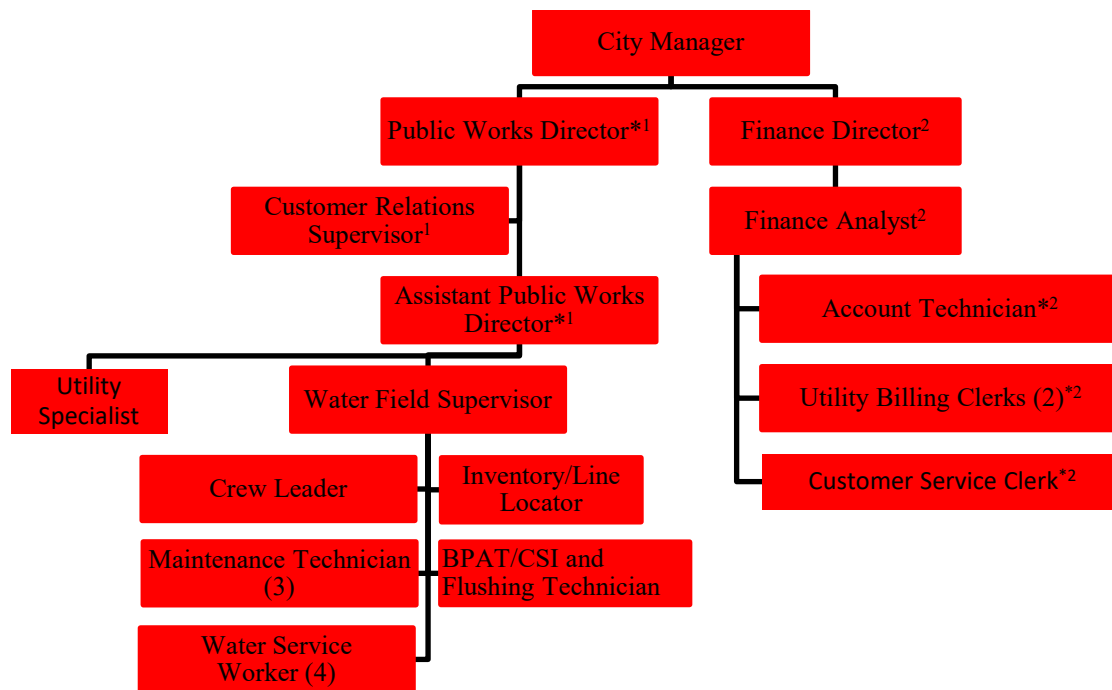 City Manager
Public Works Director*1
Finance Director2
Customer Relations
Supervisor1
Finance Analyst2
Assistant Public Works
Director*1
Account Technician*2
Utility
Specialist
Water Field Supervisor
Utility Billing Clerks (2)*2
Crew Leader
Inventory/Line
Locator
Customer Service Clerk*2
Maintenance Technician
(3)
BPAT/CSI and
Flushing Technician
Water Service
Worker (4)